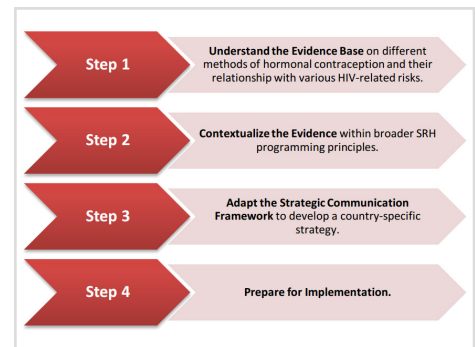 Step 1
Understand the Evidence Base on different
methods of hormonal contraception and their
relationship with various HIV-related risks.
Step 2
Contextualize the Evidence within broader SRH
programming principles.
Step 3
Adapt the Strategic Communication
Framework to develop a country-specific
strategy.
Step 4
Prepare for Implementation.